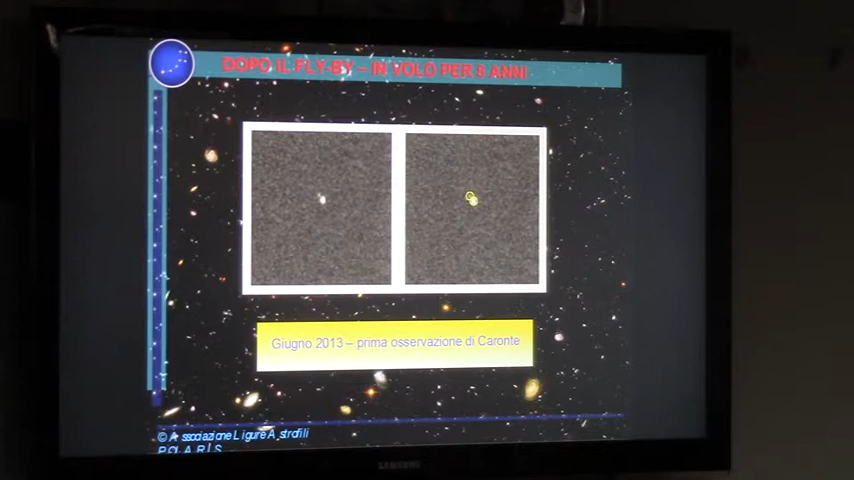 DOPO IL FLY-BY – IN VOLO PER 8 ANNI
Giugno 2013 – prima osservazione di Caronte
© Associazione Ligure Astrofili
POLARIS
SAMSUNG